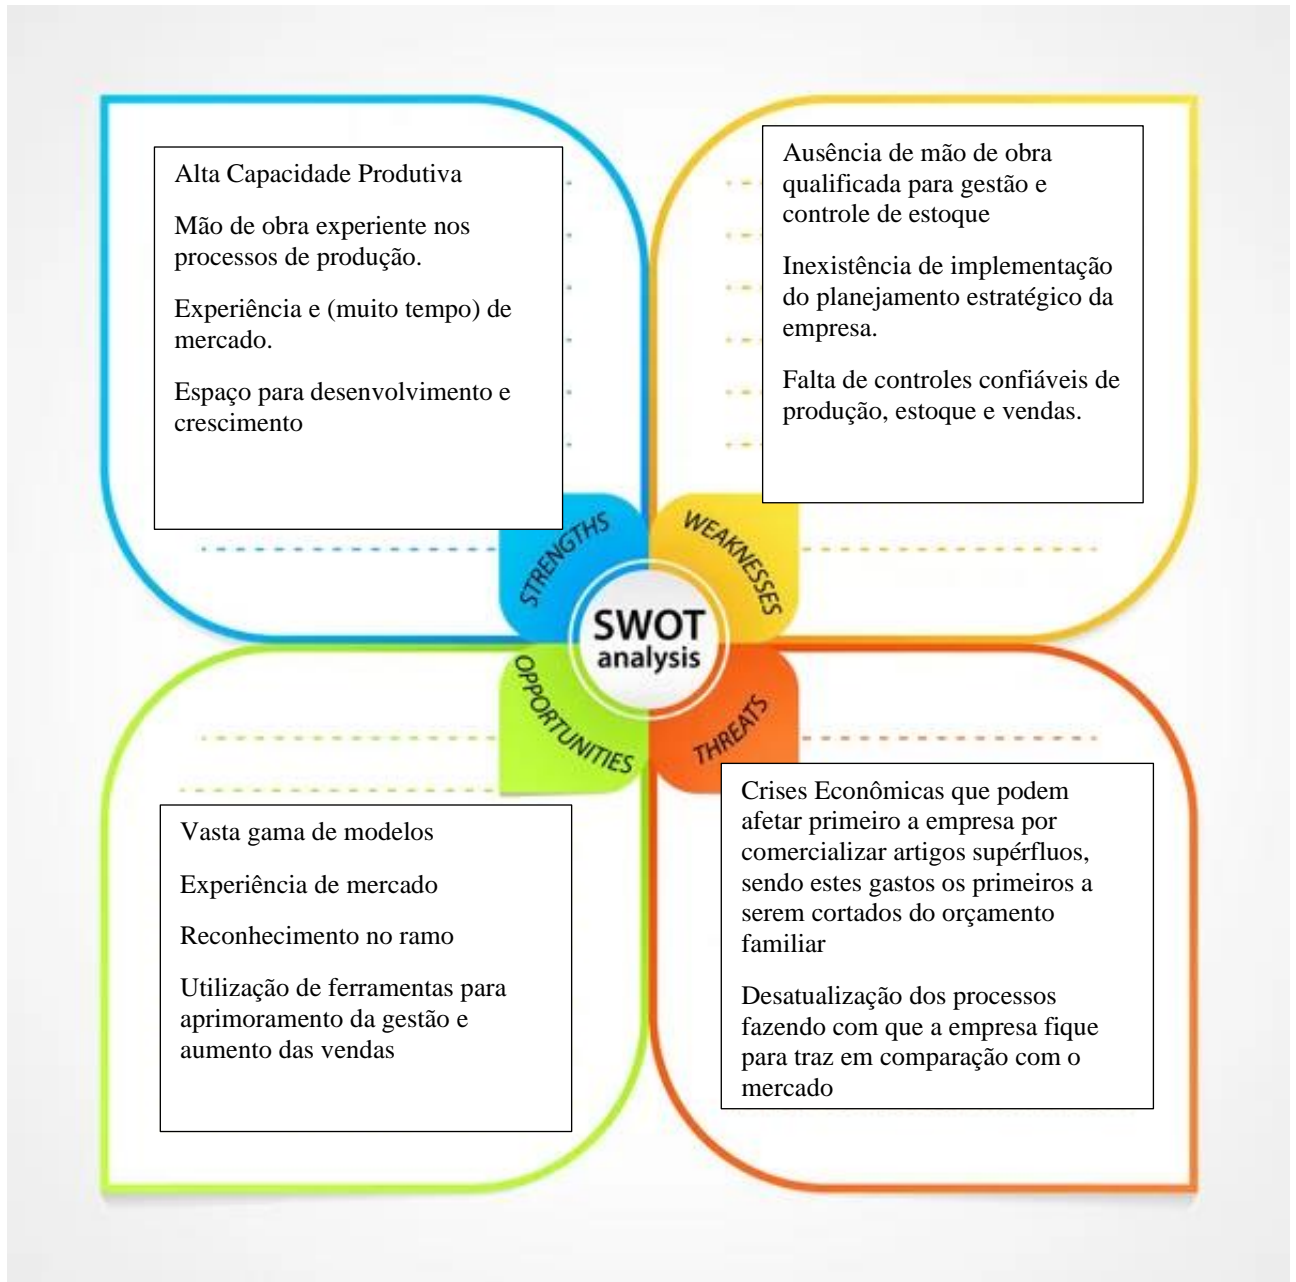 Alta Capacidade Produtiva
Mão de obra experiente nos
processos de produção.
Experiência e (muito tempo) de
mercado.
Espaço para desenvolvimento e
crescimento
Ausência de mão de obra
qualificada para gestão e
controle de estoque
Inexistência de implementação
do planejamento estratégico da
empresa.
Falta de controles confiáveis de
produção, estoque e vendas.
STRENGTHS
WEAKNESSES
SWOT
analysis
OPPORTUNITIES
THREATS
Vasta gama de modelos
Experiência de mercado
Reconhecimento no ramo
Utilização de ferramentas para
aprimoramento da gestão e
aumento das vendas
Crises Econômicas que podem
afetar primeiro a empresa por
comercializar artigos supérfluos,
sendo estes gastos os primeiros a
serem cortados do orçamento
familiar
Desatualização dos processos
fazendo com que a empresa fique
para traz em comparação com o
mercado